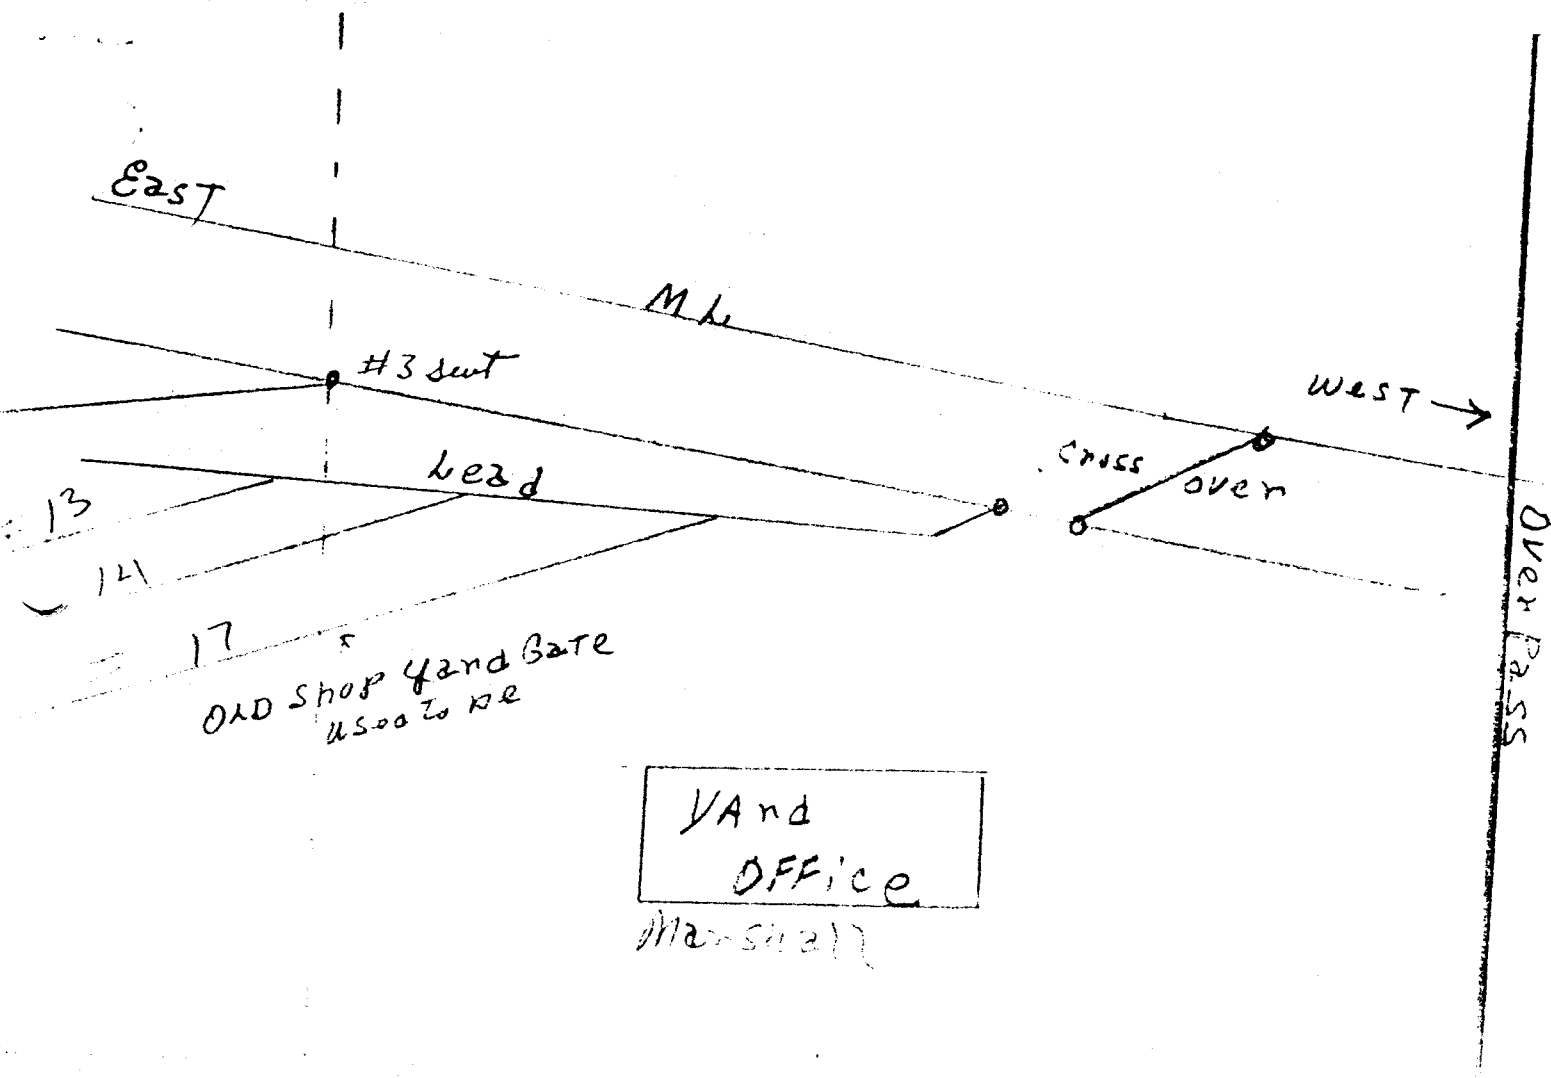 East
ML
#3 swt
West
Cross
over
Lead
13
14
17
Old Shop Yard Gate
used to be
Over Pass
Yard
Office
Marshall